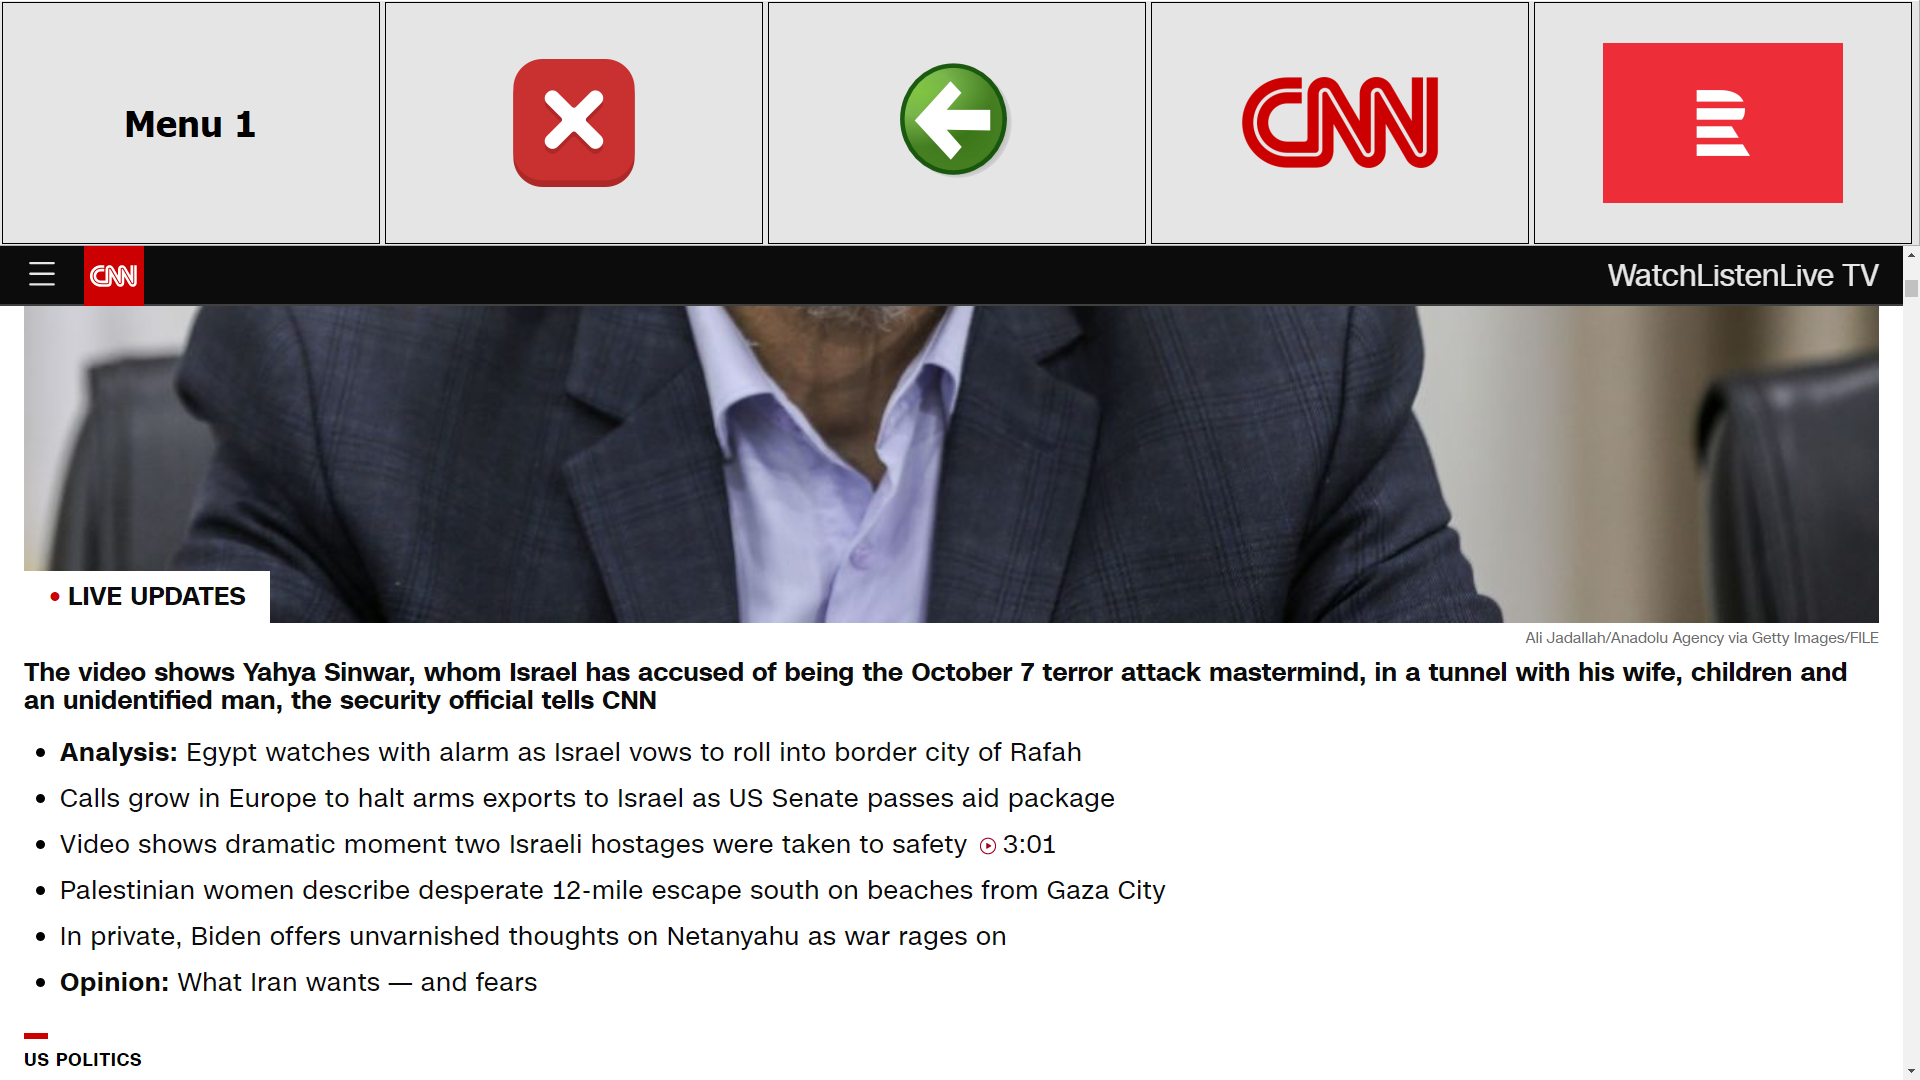 Menu 1
CNN
R
CNN
WatchListenLive TV
• LIVE UPDATES
Ali Jadallah/Anadolu Agency via Getty Images/FILE
The video shows Yahya Sinwar, whom Israel has accused of being the October 7 terror attack mastermind, in a tunnel with his wife, children and
an unidentified man, the security official tells CNN
• Analysis: Egypt watches with alarm as Israel vows to roll into border city of Rafah
• Calls grow in Europe to halt arms exports to Israel as US Senate passes aid package
• Video shows dramatic moment two Israeli hostages were taken to safety 3:01
• Palestinian women describe desperate 12-mile escape south on beaches from Gaza City
• In private, Biden offers unvarnished thoughts on Netanyahu as war rages on
• Opinion: What Iran wants — and fears
US POLITICS